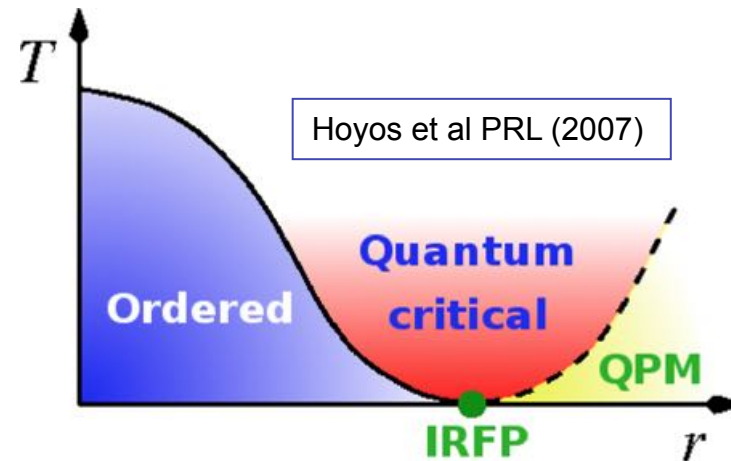 T
Hoyos et al PRL (2007)
Quantum
critical
Ordered
QPM
IRFP
r